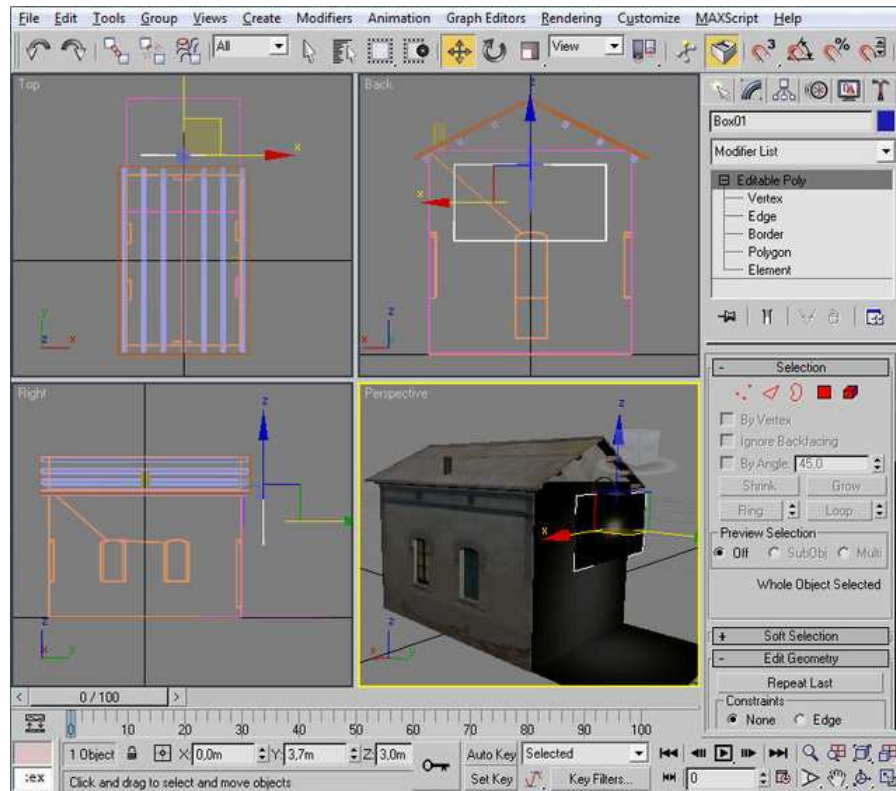 File Edit Tools Group Views Create Modifiers Animation Graph Editors Rendering Customize MAXScript Help
All
View
3
%
Top
Back
z
x
x
y
z x
z
x
Right
Perspective
z
z
x
z
x y
z
x y
Box01
Modifier List
Editable Poly
Vertex
Edge
Border
Polygon
Element
- Selection
By Vertex
Ignore Backfacing
By Angle: 45,0
Shrink Grow
Ring Loop
Preview Selection
Off SubObj Multi
Whole Object Selected
+ Soft Selection
- Edit Geometry
Repeat Last
Constraints
None Edge
< 0 / 100 >
0 10 20 30 40 50 60 70 80 90 100
1 Object X: 0,0m Y: 3,7m Z: 3,0m Auto Key Selected
:ex Click and drag to select and move objects Set Key Key Filters... 0